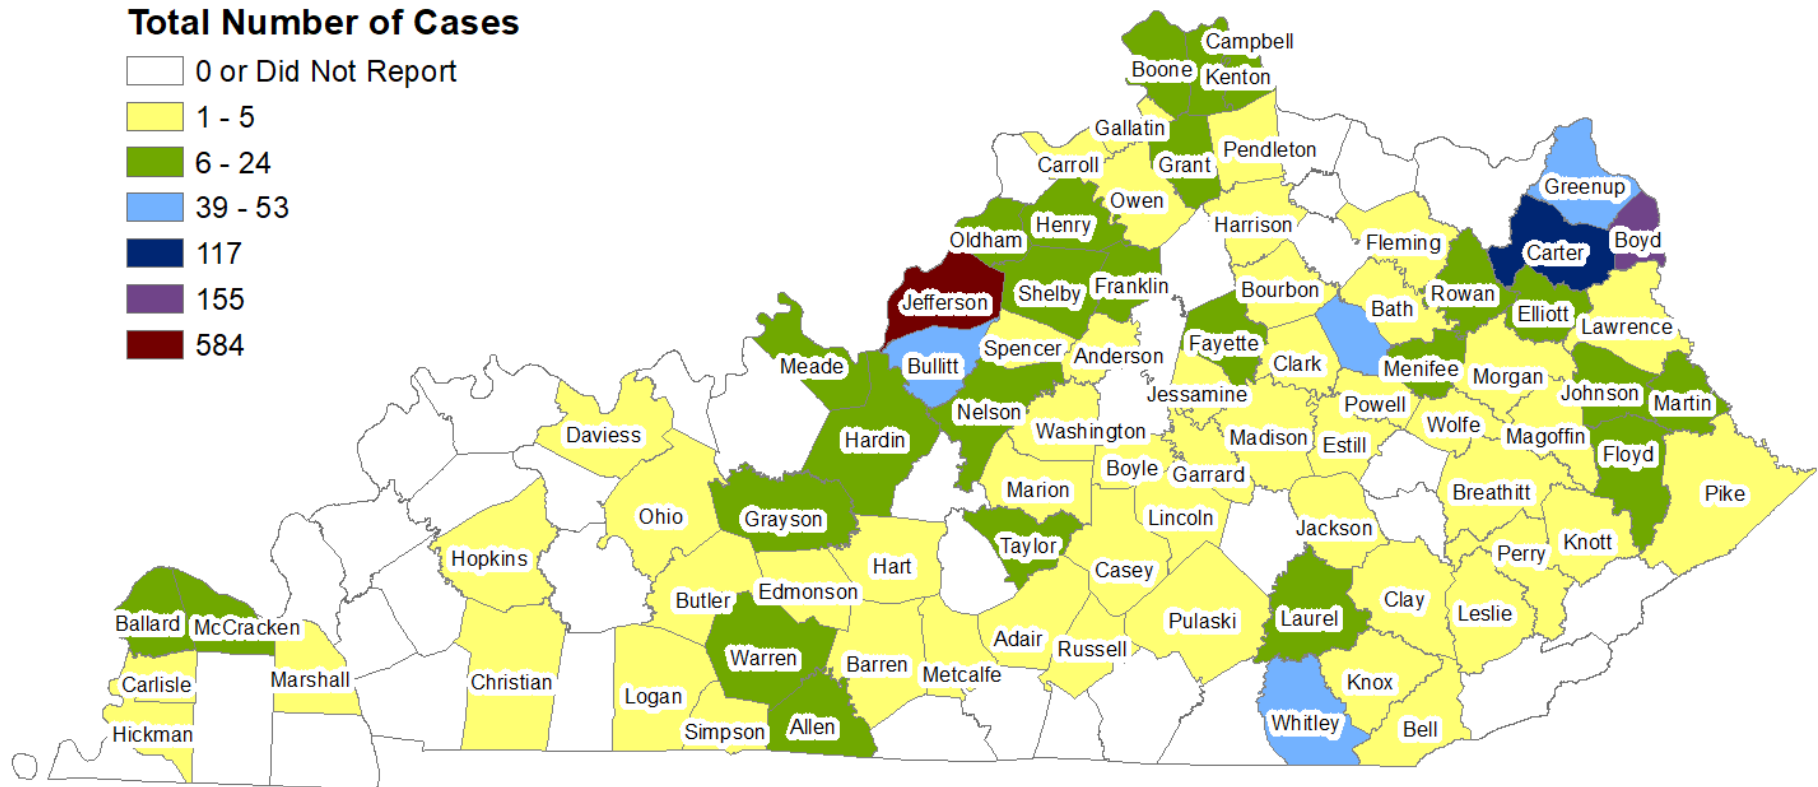 Total Number of Cases
0 or Did Not Report
1 - 5
6 - 24
39 - 53
117
155
584
Campbell
Boone
Kenton
Gallatin
Pendleton
Carroll
Grant
Greenup
Owen
Henry
Harrison
Oldham
Fleming
Boyd
Carter
Jefferson
Shelby
Franklin
Bourbon
Rowan
Bath
Elliott
Lawrence
Fayette
Spencer
Anderson
Meade
Bullitt
Clark
Menifee
Morgan
Jessamine
Johnson
Martin
Nelson
Powell
Daviess
Hardin
Washington
Madison
Estill
Wolfe
Magoffin
Floyd
Boyle
Garrard
Marion
Breathitt
Pike
Ohio
Grayson
Lincoln
Jackson
Taylor
Perry
Knott
Hopkins
Hart
Casey
Edmonson
Butler
Clay
Leslie
Ballard
McCracken
Pulaski
Laurel
Adair
Russell
Warren
Barren
Metcalfe
Carlisle
Marshall
Christian
Logan
Knox
Hickman
Simpson
Allen
Whitley
Bell